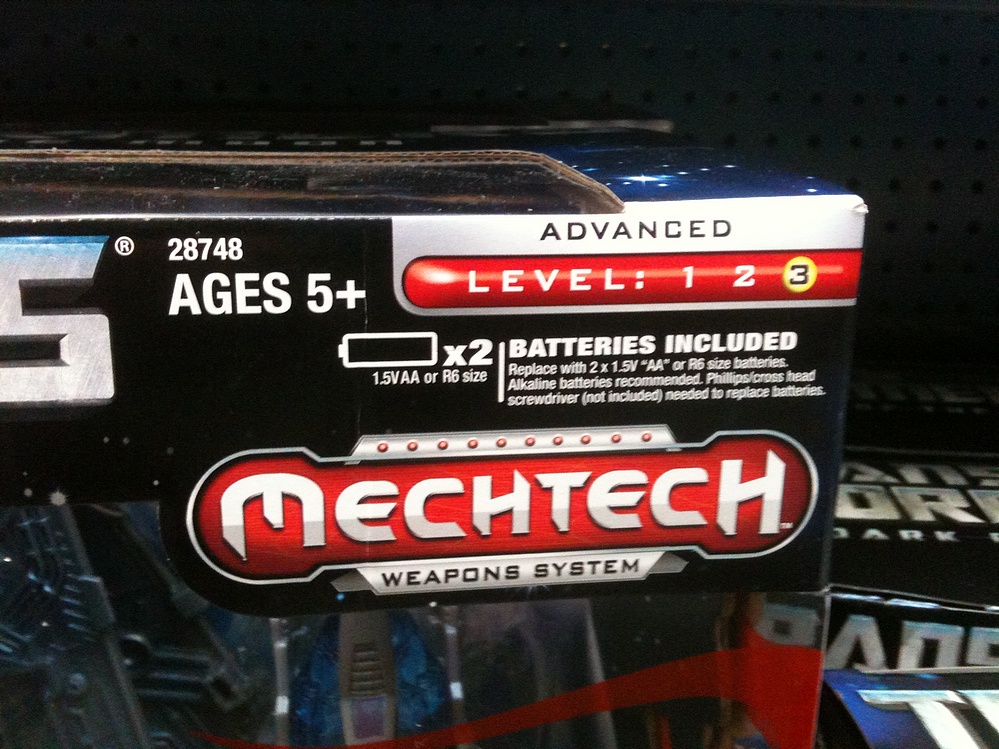 S®
28748
AGES 5+
ADVANCED
LEVEL: 1 2 3
x2
1.5V AA or R6 size
BATTERIES INCLUDED
Replace with 2 x 1.5V "AA" or R6 size batteries.
Alkaline batteries recommended. Phillips/cross head
screwdriver (not included) needed to replace batteries.
MECHTECH™
WEAPONS SYSTEM
DARK